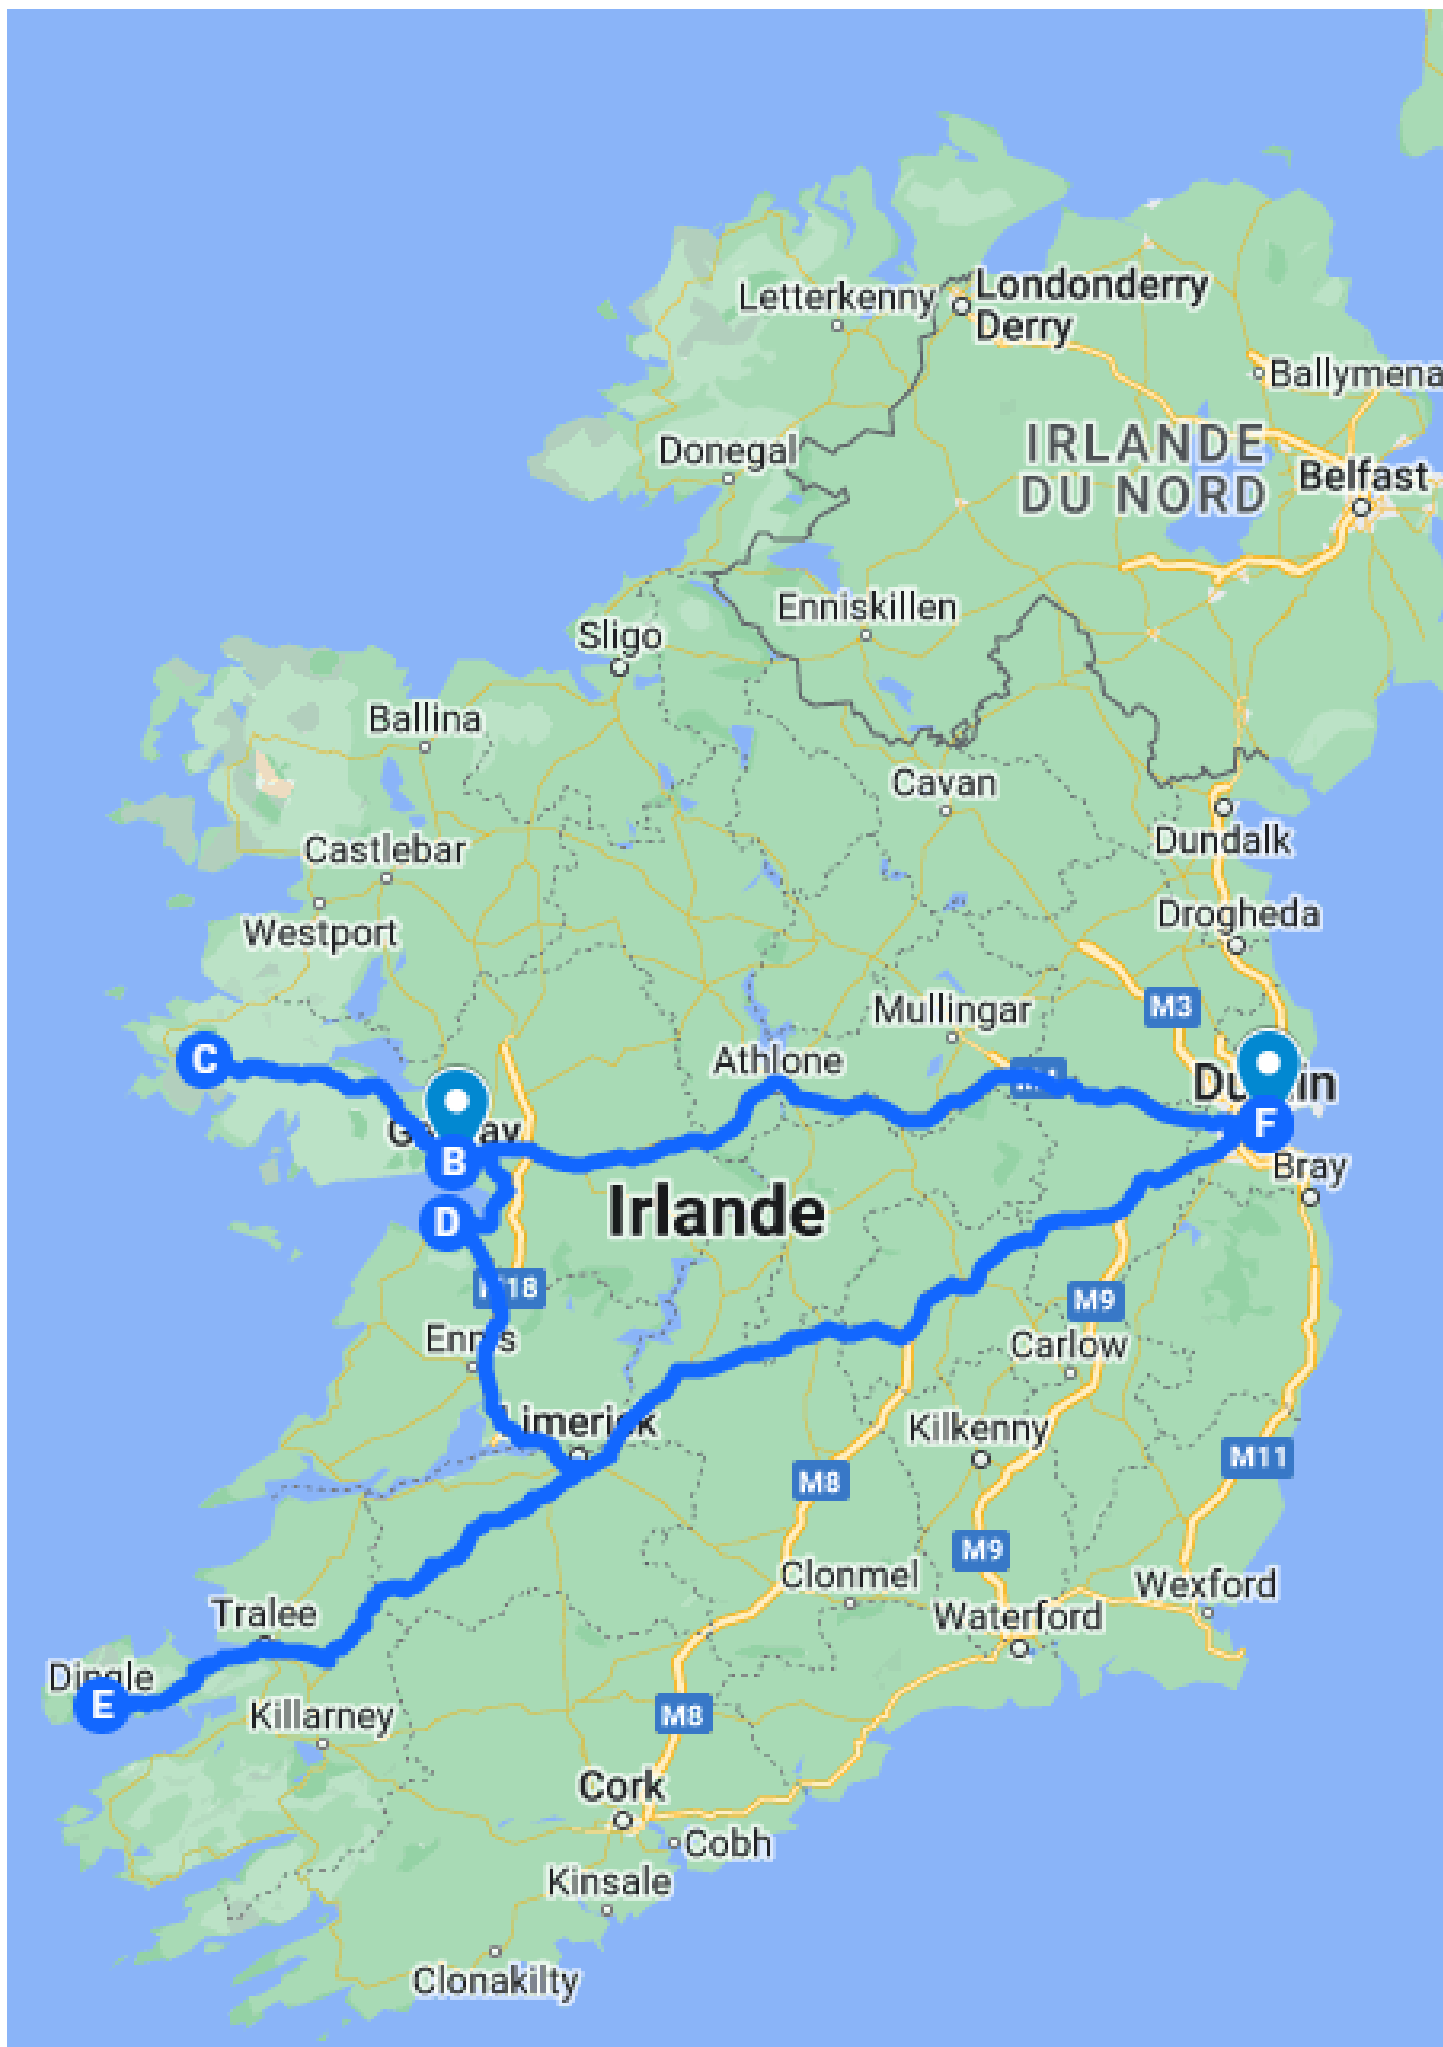 Letterkenny
Londonderry
Derry
Ballymena
IRLANDE
DU NORD
Donegal
Belfast
Enniskillen
Sligo
Ballina
Cavan
Castlebar
Dundalk
Drogheda
Westport
Mullingar
M3
C
Athlone
F
B
Bray
D
Irlande
M9
Carlow
Kilkenny
M8
M11
M9
Clonmel
Wexford
Tralee
Waterford
E
Killarney
M8
Cork
Cobh
Kinsale
Clonakilty